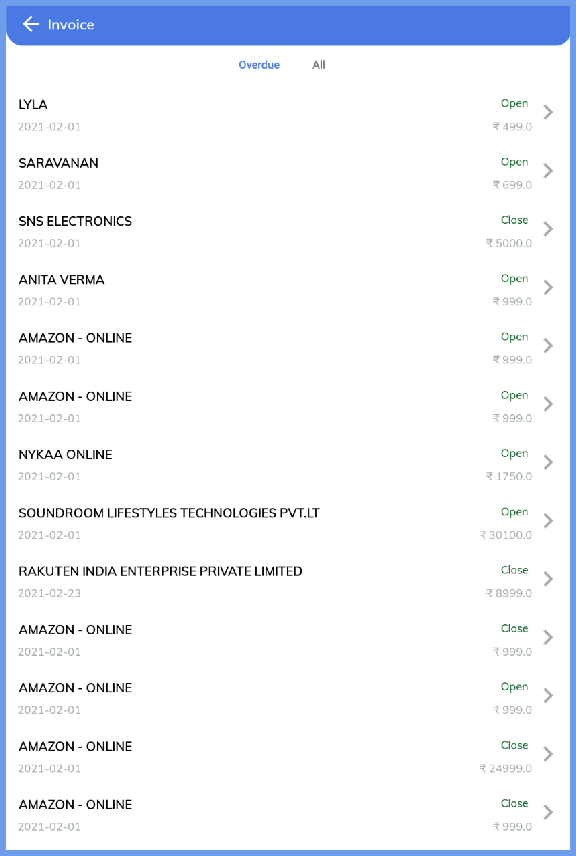 Invoice
Overdue All
LYLA Open
2021-02-01 ₹ 499.0
SARAVANAN Open
2021-02-01 ₹ 699.0
SNS ELECTRONICS Close
2021-02-01 ₹ 5000.0
ANITA VERMA Open
2021-02-01 ₹ 999.0
AMAZON - ONLINE Open
2021-02-01 ₹ 999.0
AMAZON - ONLINE Open
2021-02-01 ₹ 999.0
NYKAA ONLINE Open
2021-02-01 ₹ 1750.0
SOUNDROOM LIFESTYLES TECHNOLOGIES PVT.LT Open
2021-02-01 ₹ 30100.0
RAKUTEN INDIA ENTERPRISE PRIVATE LIMITED Close
2021-02-23 ₹ 8999.0
AMAZON - ONLINE Close
2021-02-01 ₹ 999.0
AMAZON - ONLINE Open
2021-02-01 ₹ 999.0
AMAZON - ONLINE Close
2021-02-01 ₹ 24999.0
AMAZON - ONLINE Close
2021-02-01 ₹ 999.0